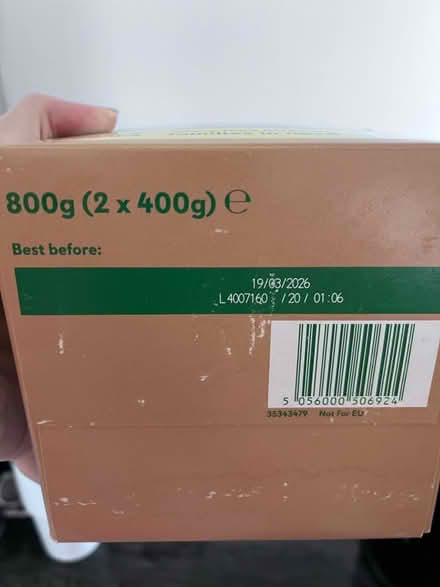 800g (2 x 400g) ℮
Best before:
19/03/2026
L4007160 / 20 / 01:06
5 056000 506924
35343479 Not For EU